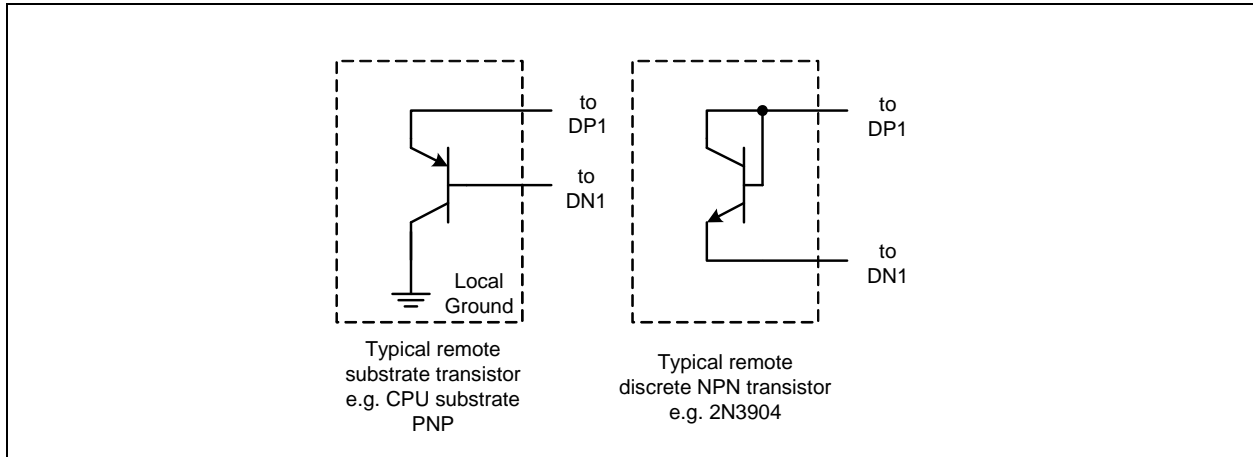 to
DP1
to
DN1
Local
Ground
Typical remote
substrate transistor
e.g. CPU substrate
PNP
to
DP1
to
DN1
Typical remote
discrete NPN transistor
e.g. 2N3904